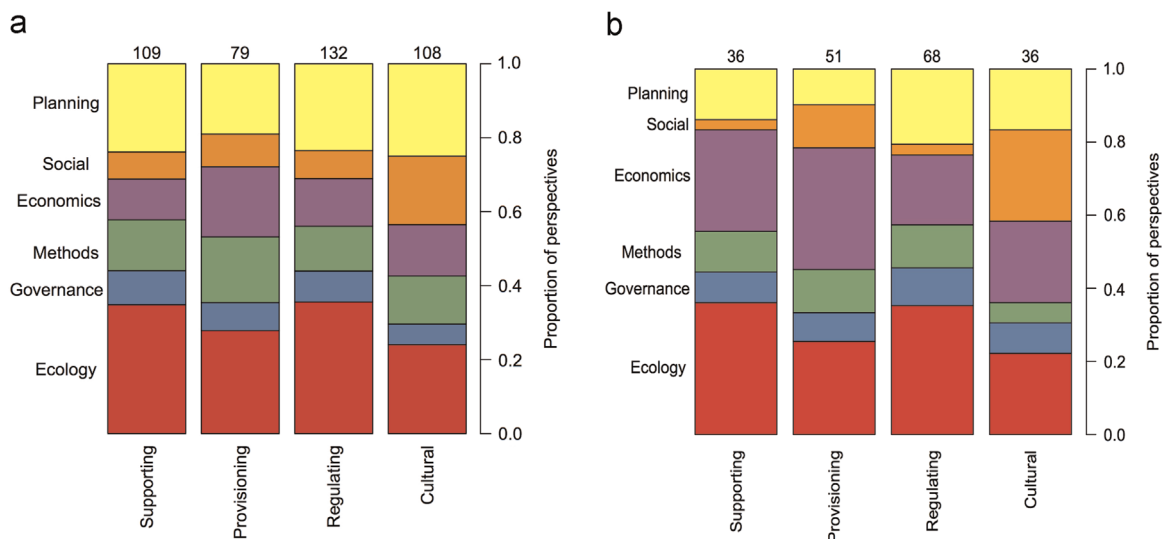 a
109 79 132 108
Planning
Social
Economics
Methods
Governance
Ecology
1.0
0.8
0.6
0.4
0.2
0.0
Proportion of perspectives
Supporting
Provisioning
Regulating
Cultural
b
36 51 68 36
Planning
Social
Economics
Methods
Governance
Ecology
1.0
0.8
0.6
0.4
0.2
0.0
Proportion of perspectives
Supporting
Provisioning
Regulating
Cultural